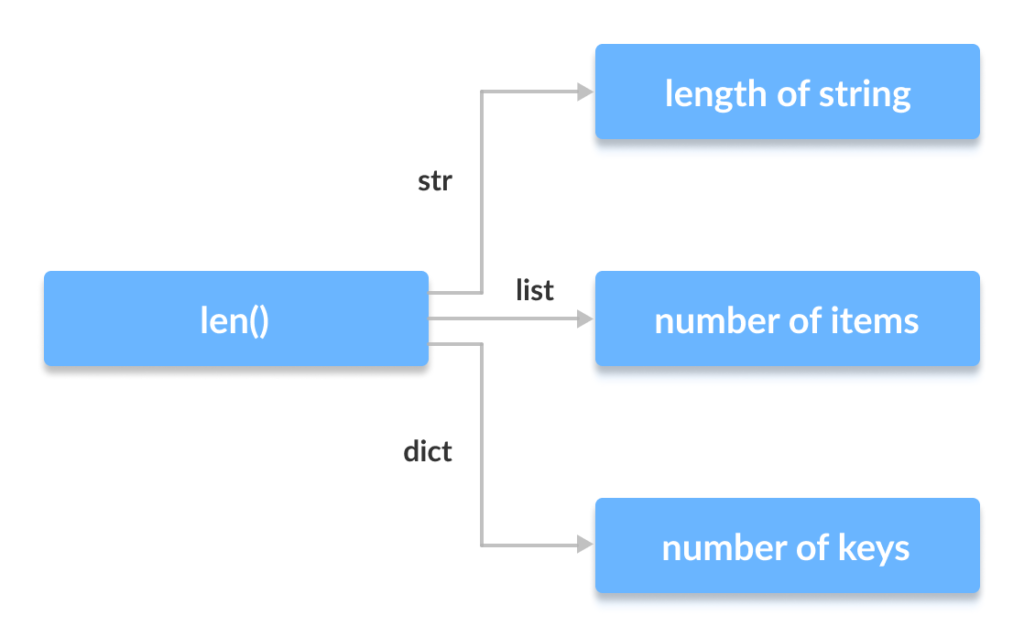 length of string
str
list
len()
number of items
dict
number of keys